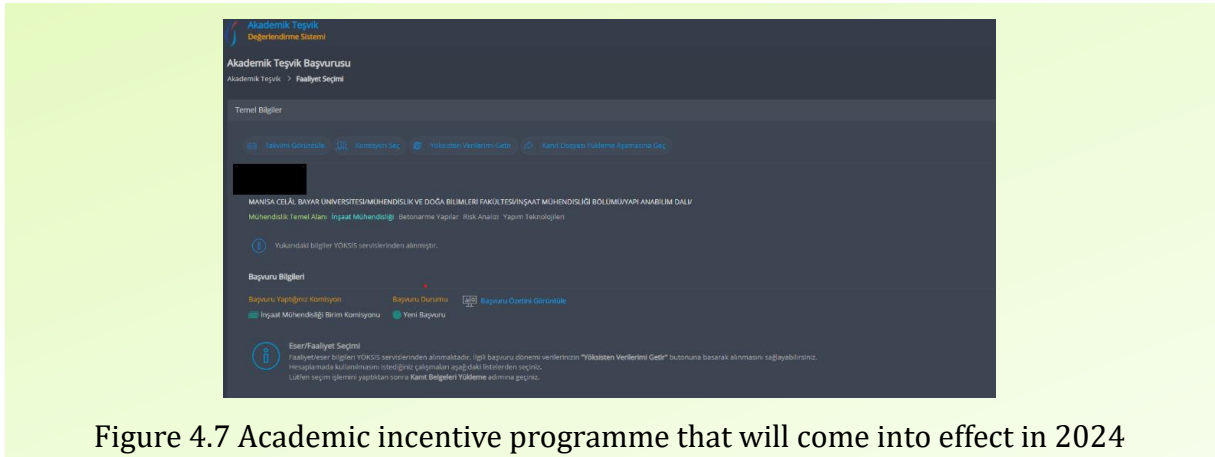 Akademik Teşvik
Değerlendirme Sistemi
Akademik Teşvik Başvurusu
Akademik Teşvik > Faaliyet Seçimi
Temel Bilgiler
Takvimi Görüntüle Komisyon Seç Yöksisten Verilerimi Getir Kanıt Dosyası Yükleme Aşamasına Geç
MANİSA CELÂL BAYAR ÜNİVERSİTESİ/MÜHENDİSLİK VE DOĞA BİLİMLERİ FAKÜLTESİ/İNŞAAT MÜHENDİSLİĞİ BÖLÜMÜ/YAPI ANABİLİM DALI/
Mühendislik Temel Alanı İnşaat Mühendisliği Betonarme Yapılar Risk Analizi Yapım Teknolojileri
Yukarıdaki bilgiler YÖKSİS servislerinden alınmıştır.
Başvuru Bilgileri
Başvuru Yaptığınız Komisyon Başvuru Durumu Başvuru Özetini Görüntüle
İnşaat Mühendisliği Birim Komisyonu Yeni Başvuru
Eser/Faaliyet Seçimi
Faaliyet/eser bilgileri YÖKSİS servislerinden alınmaktadır. İlgili başvuru dönemi verilerinizin "Yöksisten Verilerimi Getir" butonuna basarak alınmasını sağlayabilirsiniz.
Hesaplamada kullanılmasını istediğiniz çalışmaları aşağıdaki listelerden seçiniz.
Lütfen seçim işlemini yaptıktan sonra Kanıt Belgeleri Yükleme adımına geçiniz.
Figure 4.7 Academic incentive programme that will come into effect in 2024